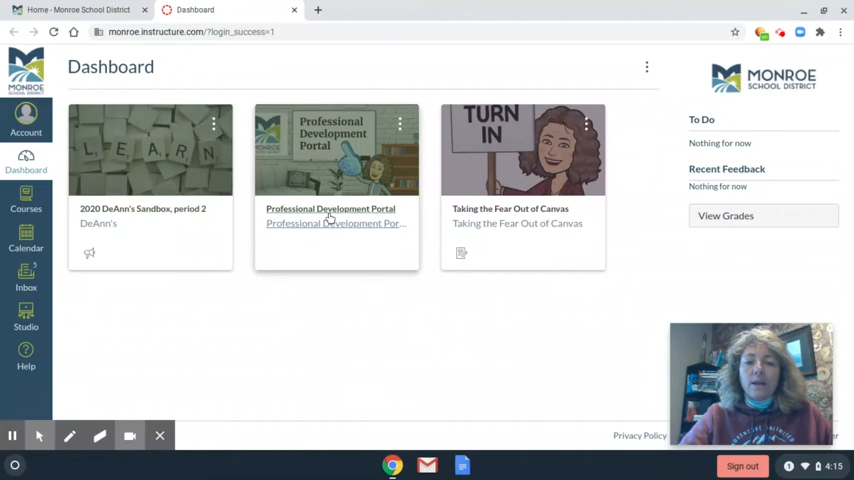 Home - Monroe School District
Dashboard
monroe.instructure.com/?login_success=1
MONROE
SCHOOL DISTRICT
Account
Dashboard
Courses
Calendar
5
Inbox
Studio
Help
Dashboard
LEARN
2020 DeAnn's Sandbox, period 2
DeAnn's
Professional
Development
Portal
Professional Development Portal
Professional Development Por...
TURN
IN
Taking the Fear Out of Canvas
Taking the Fear Out of Canvas
MONROE
SCHOOL DISTRICT
To Do
Nothing for now
Recent Feedback
Nothing for now
View Grades
Privacy Policy
Sign out
1
4:15